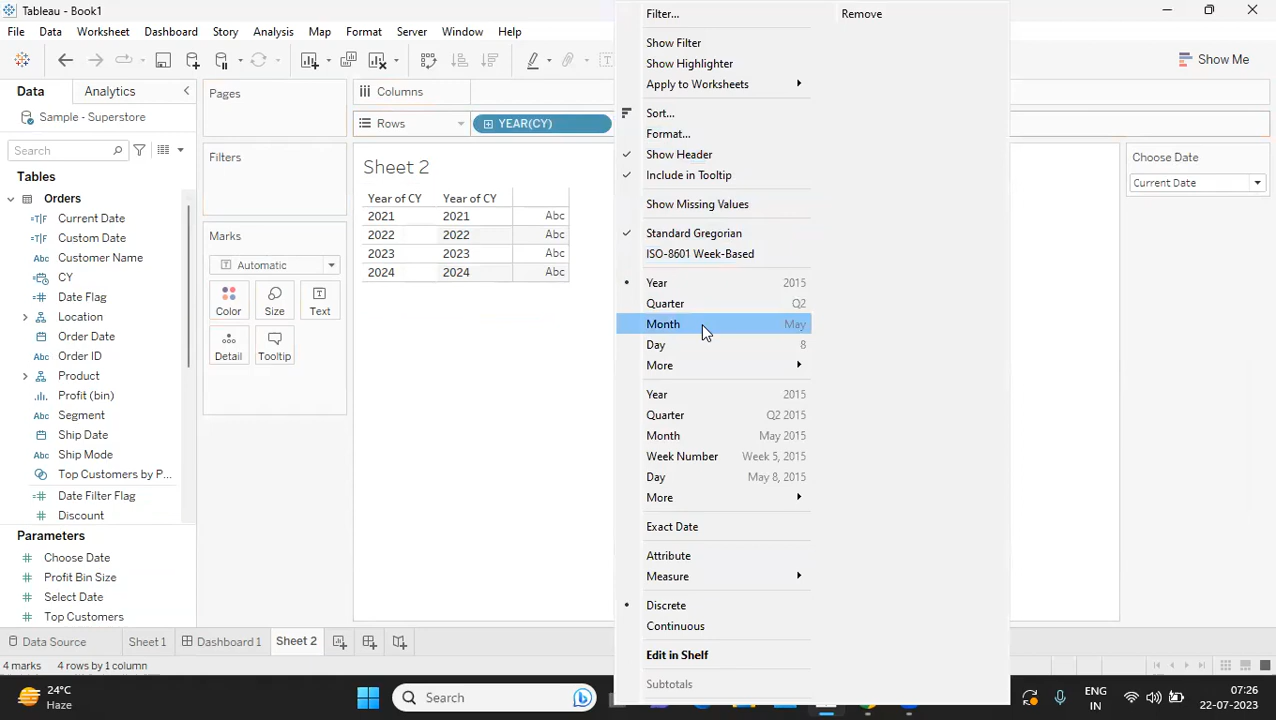 Tableau - Book1
File Data Worksheet Dashboard Story Analysis Map Format Server Window Help
Show Me
Data Analytics
Sample - Superstore
Search
Tables
Orders
Current Date
Custom Date
Abc Customer Name
CY
Date Flag
Location
Order Date
Abc Order ID
Product
Profit (bin)
Abc Segment
Ship Date
Abc Ship Mode
Top Customers by P...
Date Filter Flag
Discount
Parameters
Choose Date
Profit Bin Size
Select Date
Top Customers
Pages
Filters
Marks
Automatic
Color Size Text
Detail Tooltip
Columns
Rows YEAR(CY)
Sheet 2
Year of CY Year of CY
2021 2021 Abc
2022 2022 Abc
2023 2023 Abc
2024 2024 Abc
Filter...
Show Filter
Show Highlighter
Apply to Worksheets
Sort...
Format...
Show Header
Include in Tooltip
Show Missing Values
Standard Gregorian
ISO-8601 Week-Based
Year 2015
Quarter Q2
Month May
Day 8
More
Year 2015
Quarter Q2 2015
Month May 2015
Week Number Week 5, 2015
Day May 8, 2015
More
Exact Date
Attribute
Measure
Discrete
Continuous
Edit in Shelf
Subtotals
Remove
Choose Date
Current Date
Data Source Sheet 1 Dashboard 1 Sheet 2
4 marks 4 rows by 1 column
24°C
Haze
Search
ENG
IN
07:26
22-07-2023